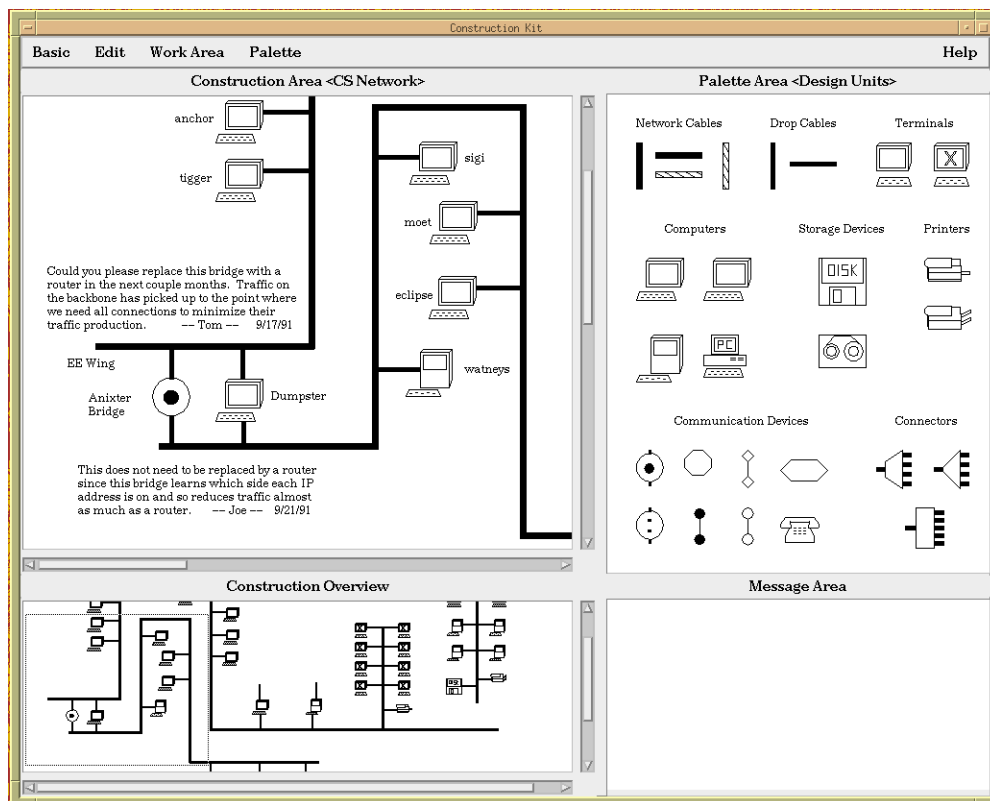 Construction Kit
Basic Edit Work Area Palette Help
Construction Area <CS Network>
anchor
tigger
sigi
moet
eclipse
watneys
Could you please replace this bridge with a
router in the next couple months. Traffic on
the backbone has picked up to the point where
we need all connections to minimize their
traffic production. -- Tom -- 9/17/91
EE Wing
Anixter
Bridge
Dumpster
This does not need to be replaced by a router
since this bridge learns which side each IP
address is on and so reduces traffic almost
as much as a router. -- Joe -- 9/21/91
Palette Area <Design Units>
Network Cables
Drop Cables
Terminals
X
Computers
Storage Devices
Printers
DISK
PC
Communication Devices
Connectors
Construction Overview
Message Area